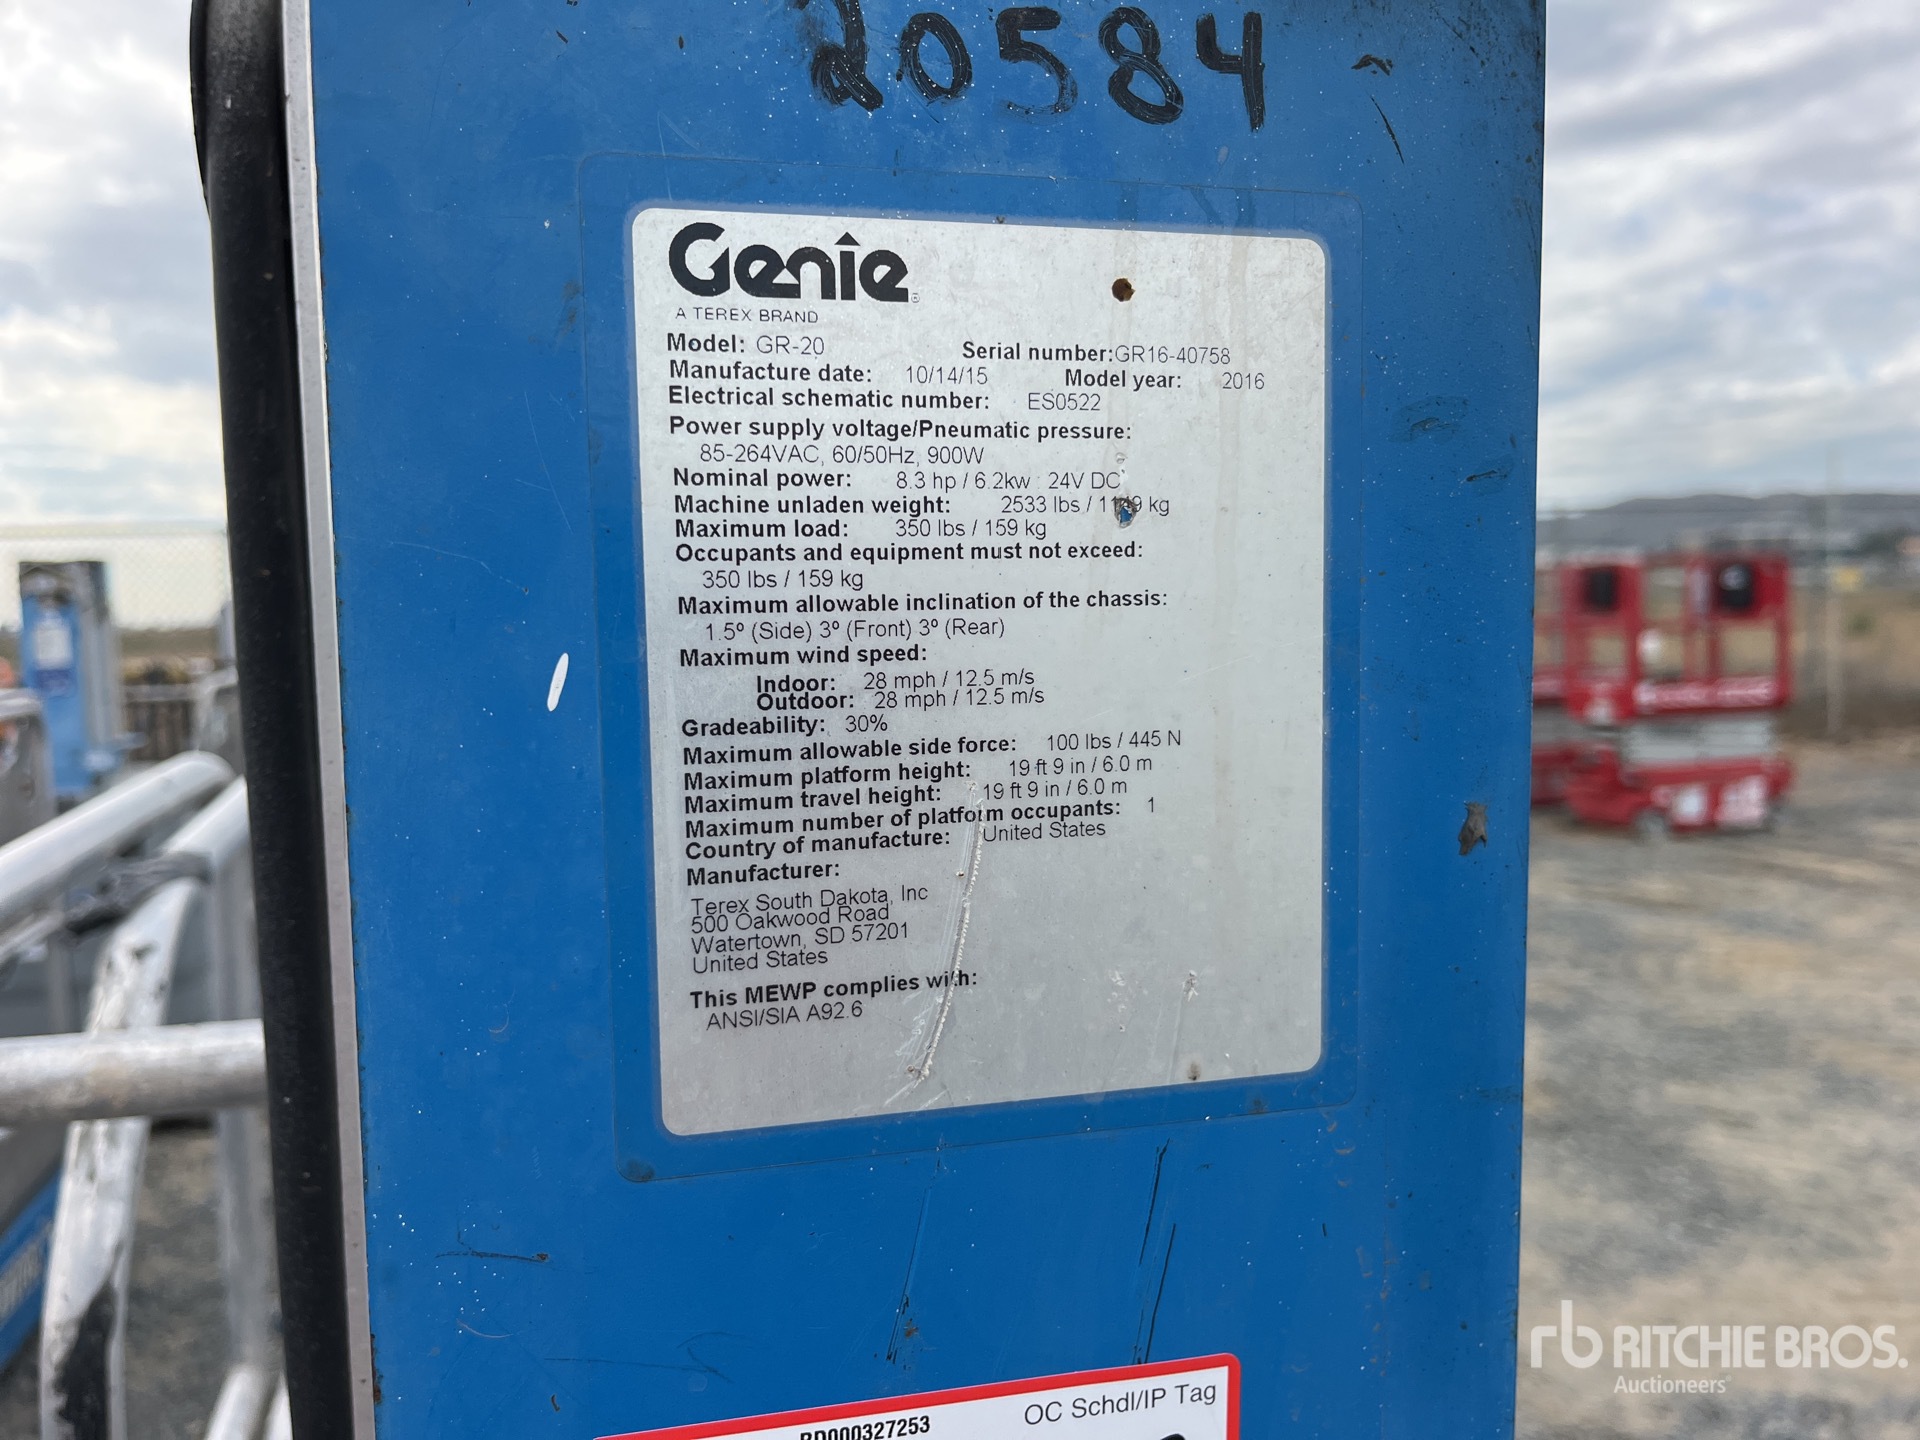 20584
Genie
A TEREX BRAND
Model: GR-20 Serial number:GR16-40758
Manufacture date: 10/14/15 Model year: 2016
Electrical schematic number: ES0522
Power supply voltage/Pneumatic pressure:
85-264VAC, 60/50Hz, 900W
Nominal power: 8.3 hp / 6.2kw 24V DC
Machine unladen weight: 2533 lbs / kg
Maximum load: 350 lbs / 159 kg
Occupants and equipment must not exceed:
350 lbs / 159 kg
Maximum allowable inclination of the chassis:
1.5º (Side) 3º (Front) 3º (Rear)
Maximum wind speed:
Indoor: 28 mph / 12.5 m/s
Outdoor: 28 mph / 12.5 m/s
Gradeability: 30%
Maximum allowable side force: 100 lbs / 445 N
Maximum platform height: 19 ft 9 in / 6.0 m
Maximum travel height: 19 ft 9 in / 6.0 m
Maximum number of platform occupants: 1
Country of manufacture: United States
Manufacturer:
Terex South Dakota, Inc
500 Oakwood Road
Watertown, SD 57201
United States
This MEWP complies with:
ANSI/SIA A92.6
OC Schdl/IP Tag
RD000327253
rb RITCHIE BROS.
Auctioneers